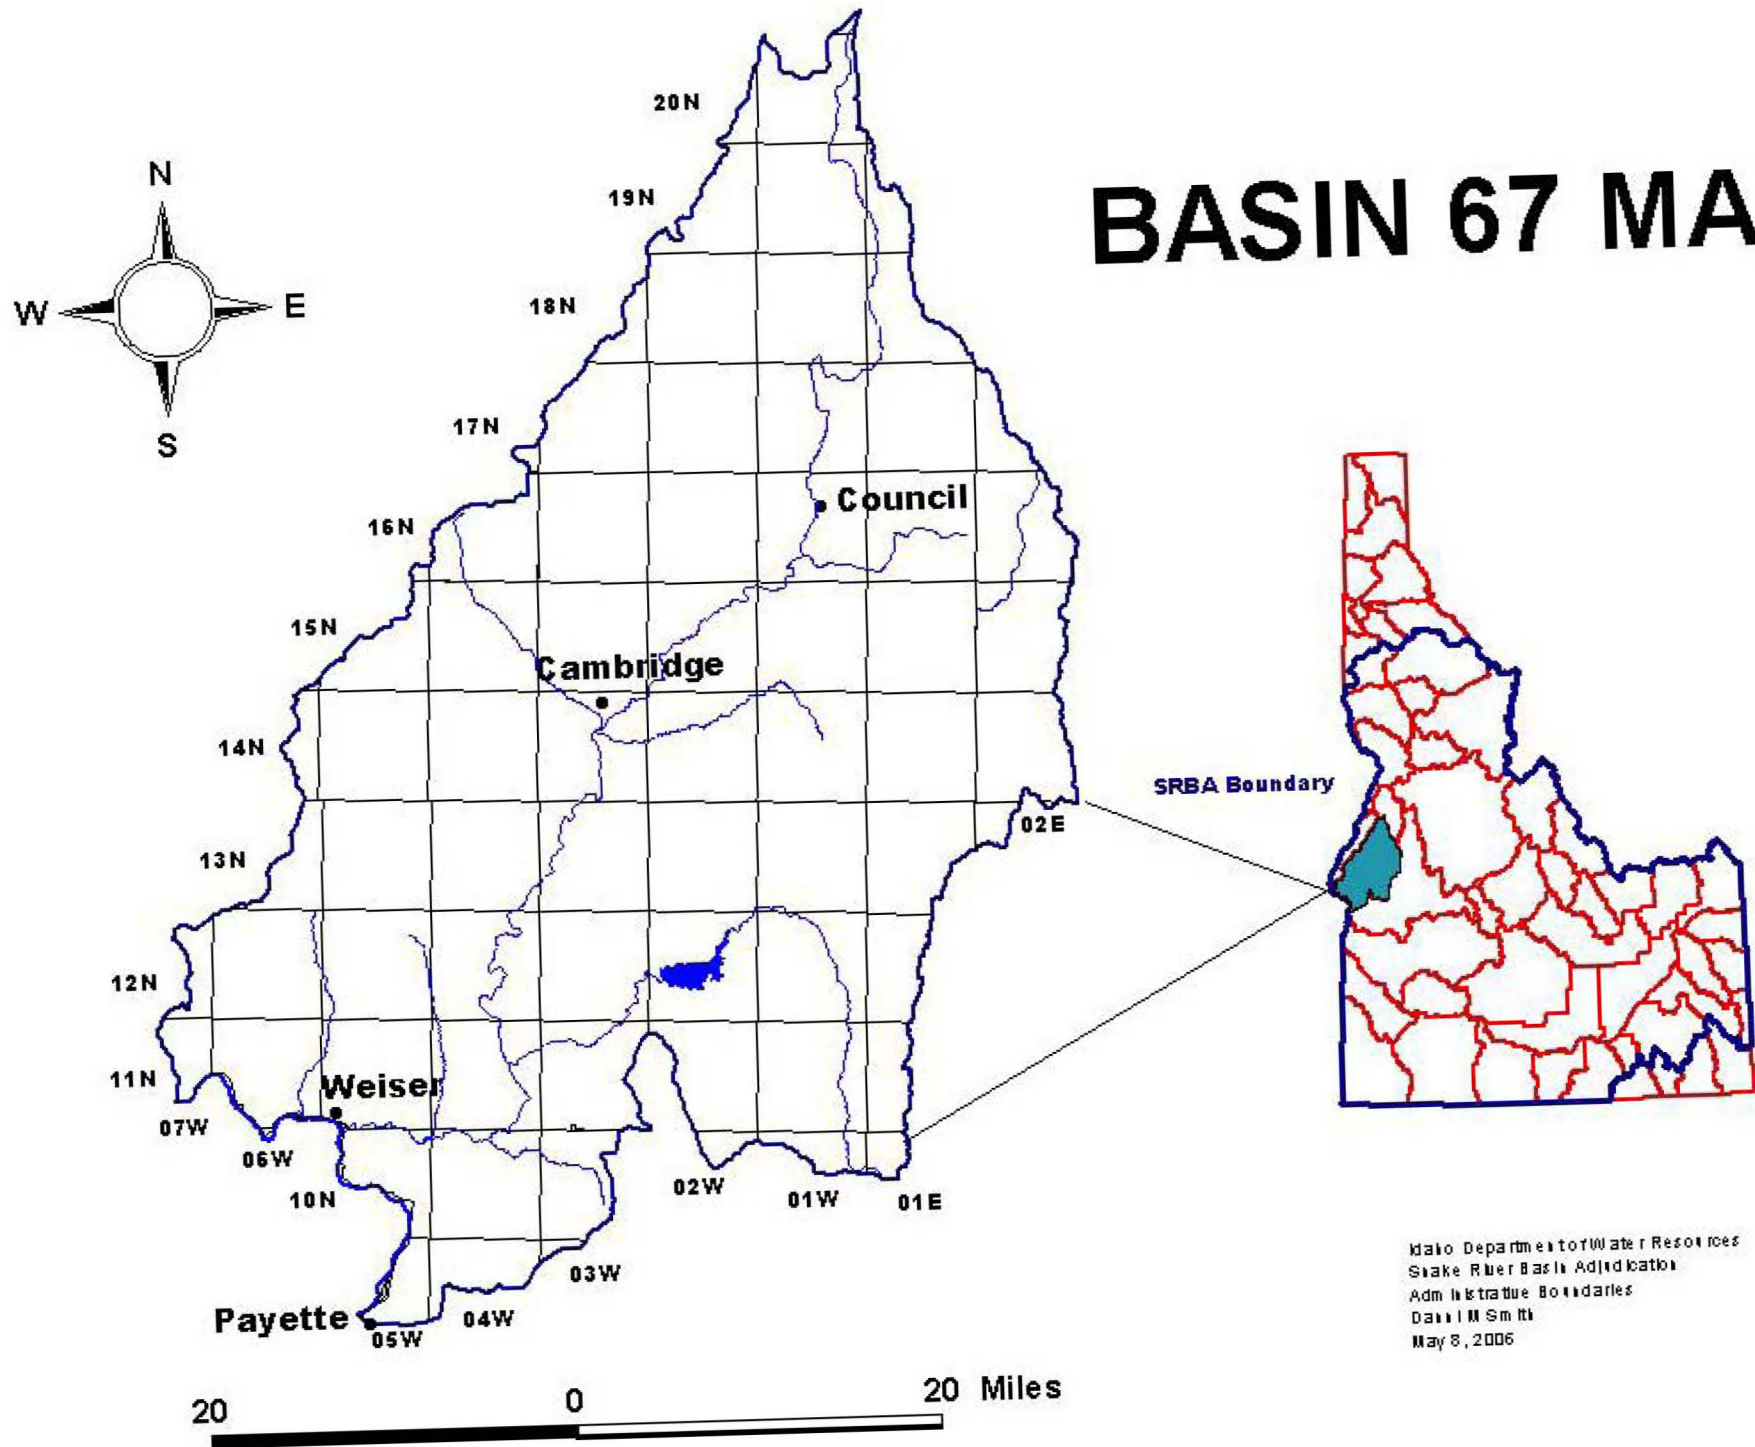 BASIN 67 MA
N
W
E
S
20N
19N
18N
17N
16N
15N
14N
13N
12N
11N
10N
07W
06W
05W
04W
03W
02W
01W
01E
02E
Council
Cambridge
Weiser
Payette
SRBA Boundary
20 0 20 Miles
Idaho Department of Water Resources
Snake River Basin Adjudication
Administrative Boundaries
Danni M Smith
May 8, 2006